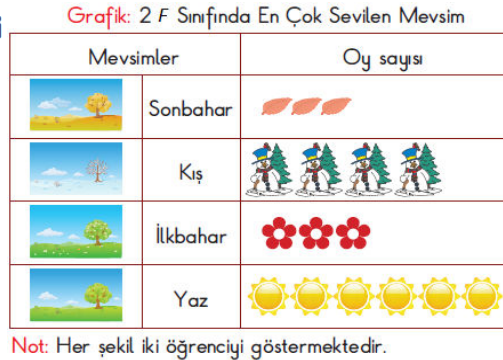 Grafik: 2 F Sınıfında En Çok Sevilen Mevsim
Mevsimler Oy sayısı
Sonbahar
Kış
İlkbahar
Yaz
Not: Her şekil iki öğrenciyi göstermektedir.